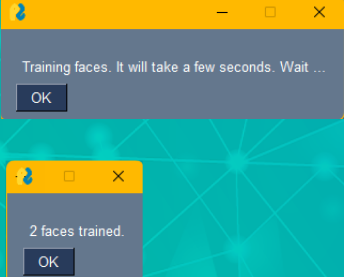 Training faces. It will take a few seconds. Wait ...
OK
2 faces trained.
OK